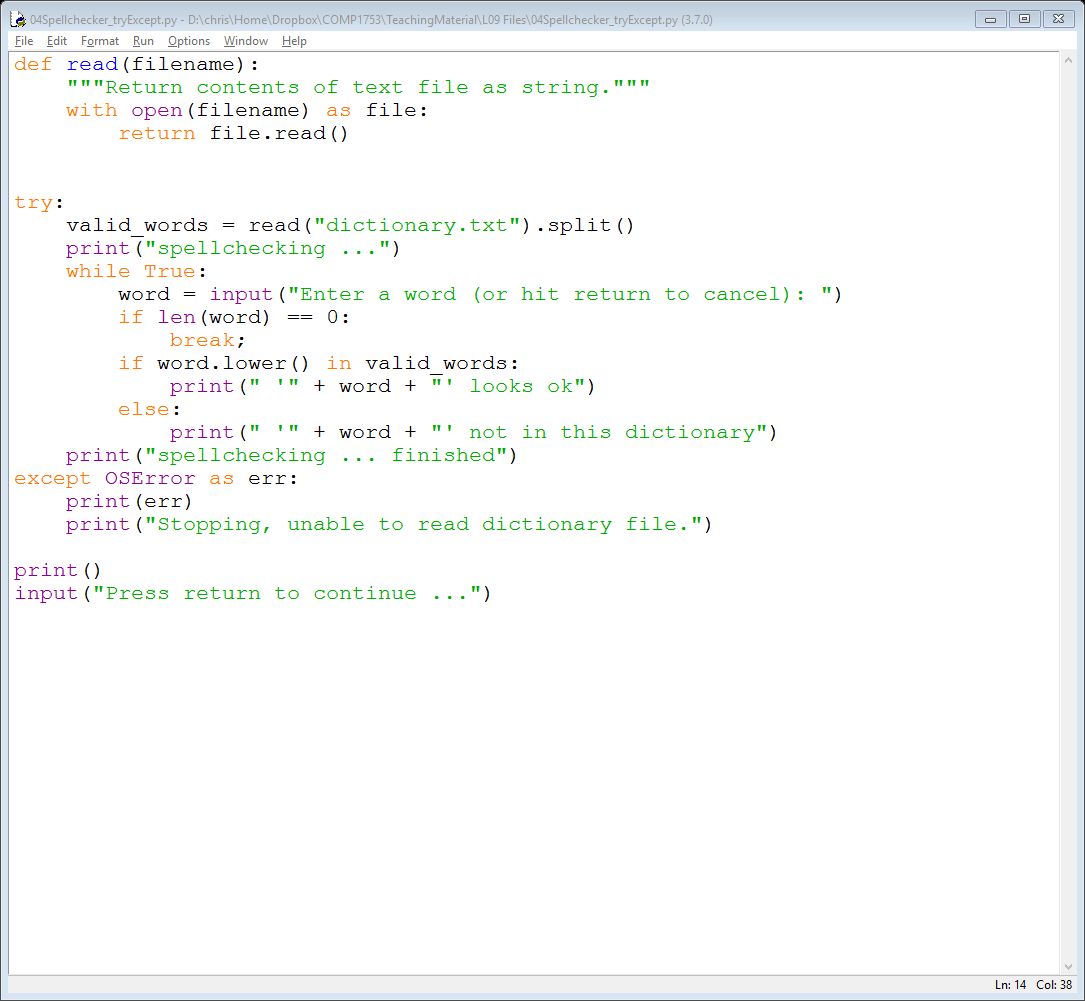 04Spellchecker_tryExcept.py - D:\chris\Home\Dropbox\COMP1753\TeachingMaterial\L09 Files\04Spellchecker_tryExcept.py (3.7.0)
File Edit Format Run Options Window Help
def read(filename):
    """Return contents of text file as string."""
    with open(filename) as file:
        return file.read()
try:
    valid_words = read("dictionary.txt").split()
    print("spellchecking ...")
    while True:
        word = input("Enter a word (or hit return to cancel): ")
        if len(word) == 0:
            break;
        if word.lower() in valid_words:
            print(" '" + word + "' looks ok")
        else:
            print(" '" + word + "' not in this dictionary")
    print("spellchecking ... finished")
except OSError as err:
    print(err)
    print("Stopping, unable to read dictionary file.")
print()
input("Press return to continue ...")
Ln: 14 Col: 38